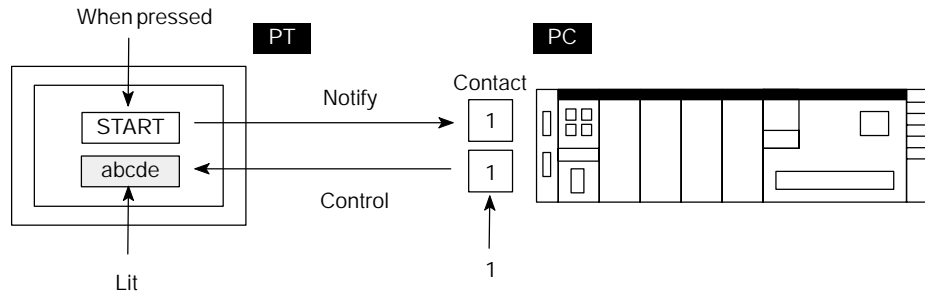 When pressed
PT
PC
Contact
Notify
START
1
abcde
1
Control
Lit
1